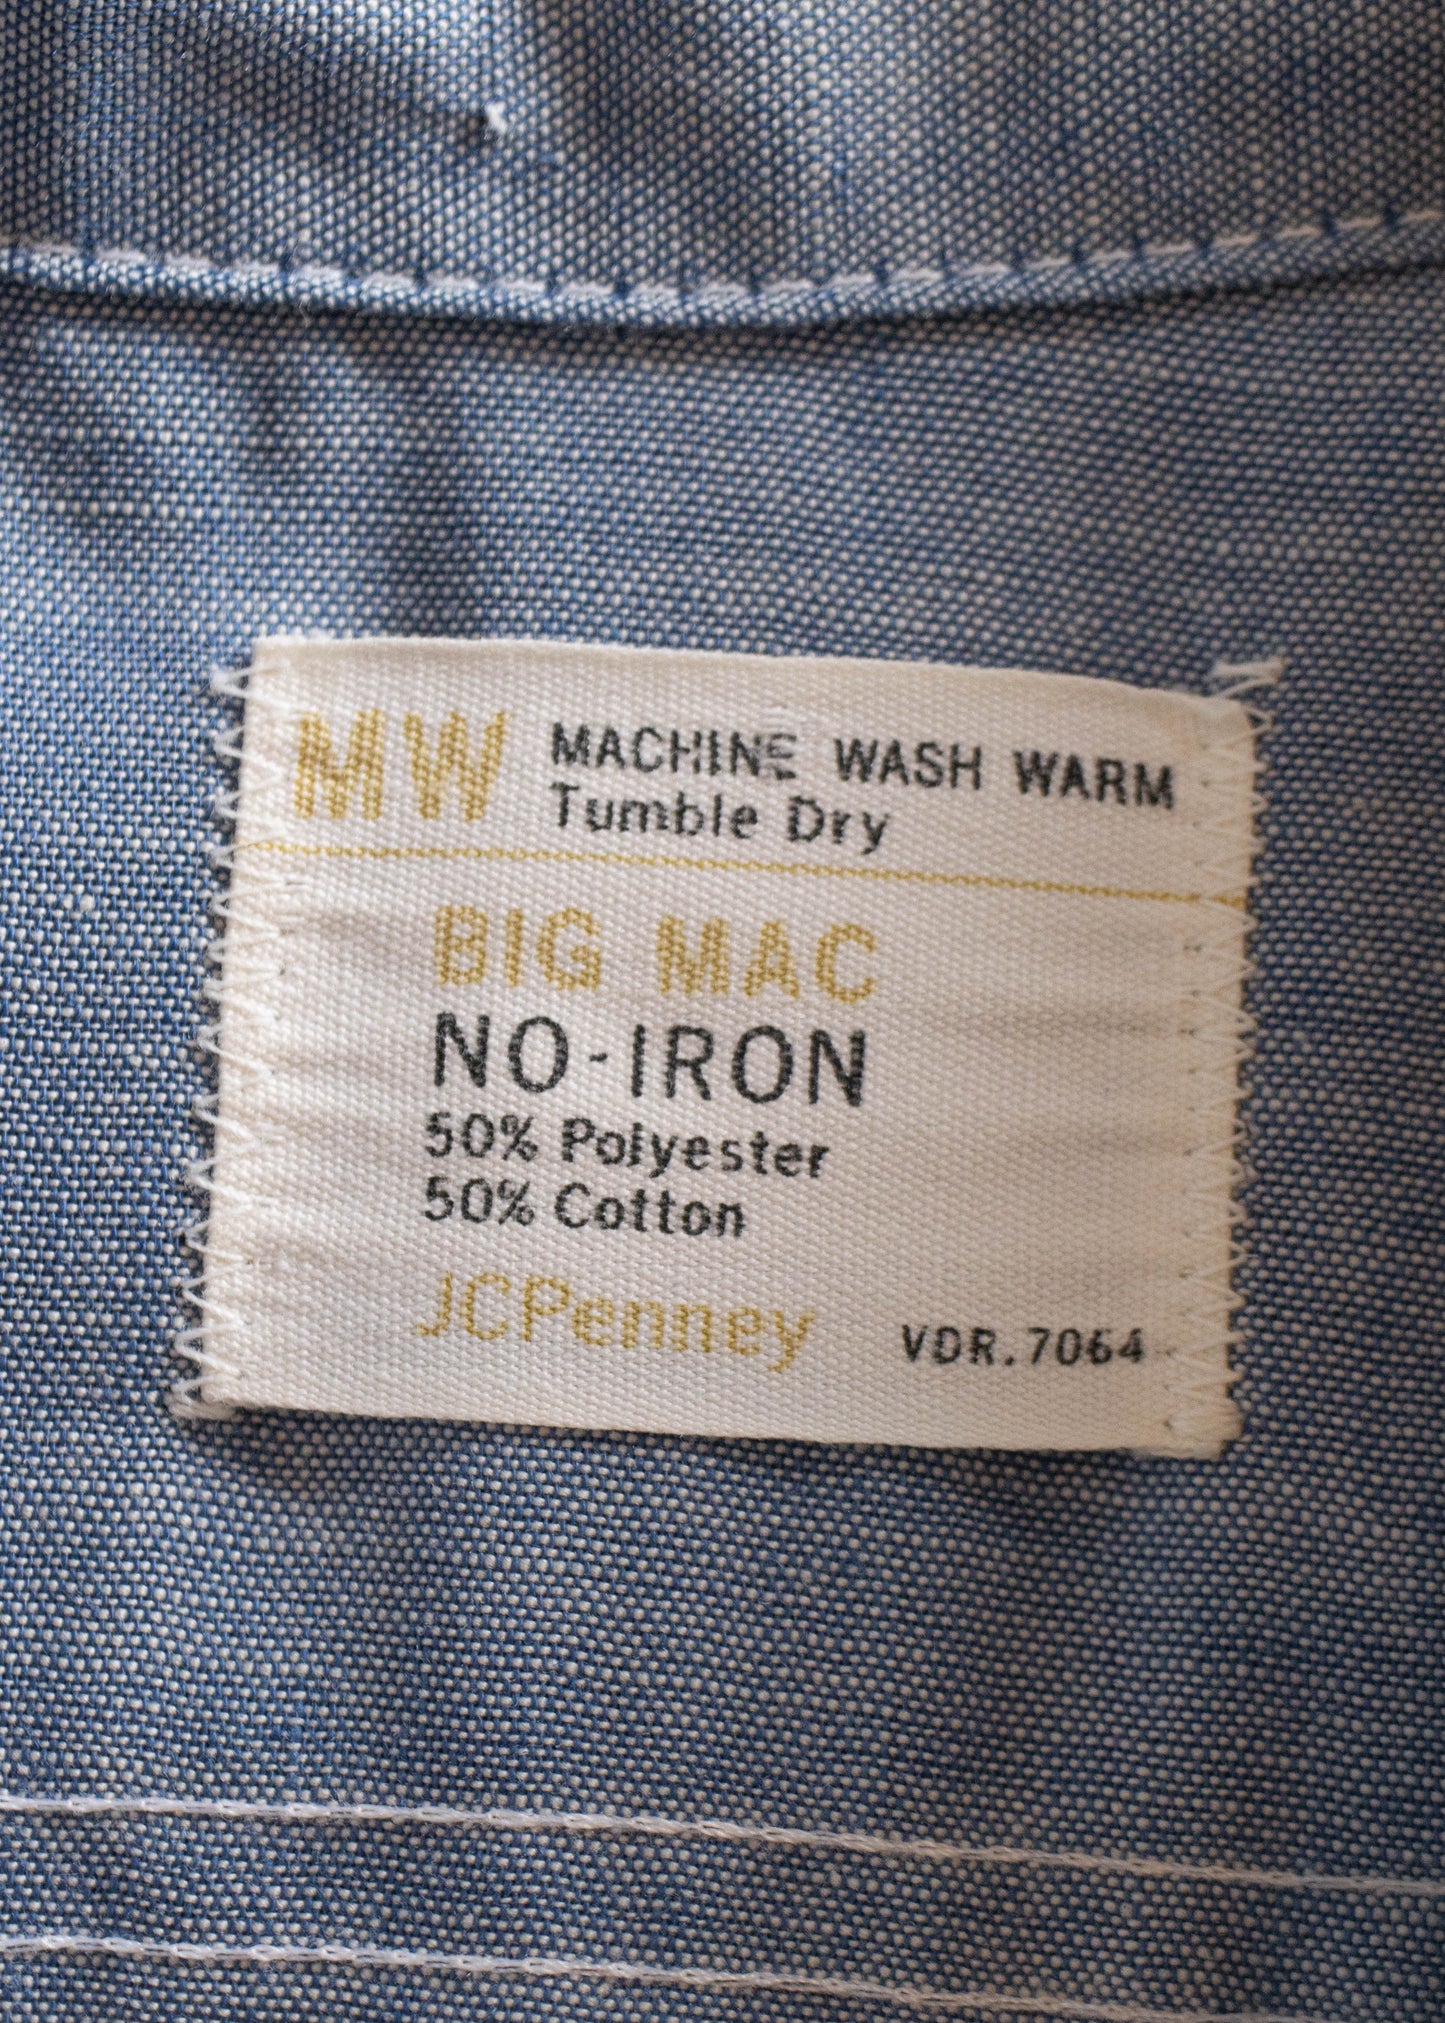 MW MACHINE WASH WARM
Tumble Dry
BIG MAC
NO-IRON
50% Polyester
50% Cotton
JCPenney VDR. 7064